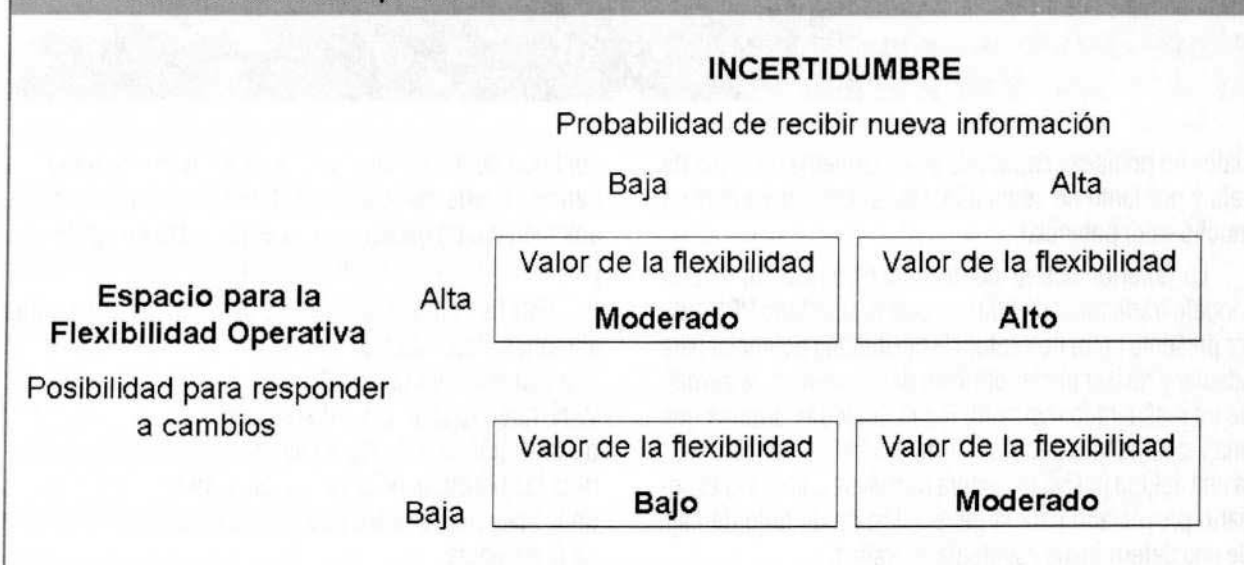 INCERTIDUMBRE
Probabilidad de recibir nueva información
Baja Alta
Espacio para la
Flexibilidad Operativa
Posibilidad para responder
a cambios
Alta
Valor de la flexibilidad
Moderado
Valor de la flexibilidad
Alto
Baja
Valor de la flexibilidad
Bajo
Valor de la flexibilidad
Moderado